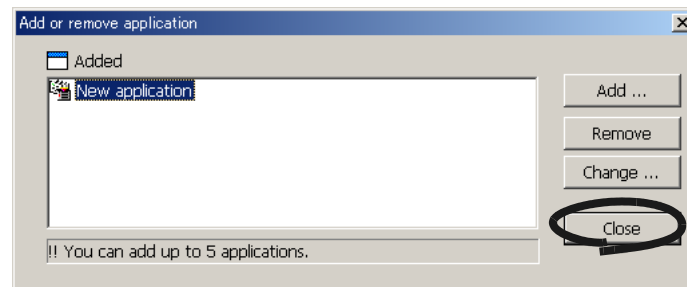 Add or remove application
Added
New application
Add ...
Remove
Change ...
Close
!! You can add up to 5 applications.